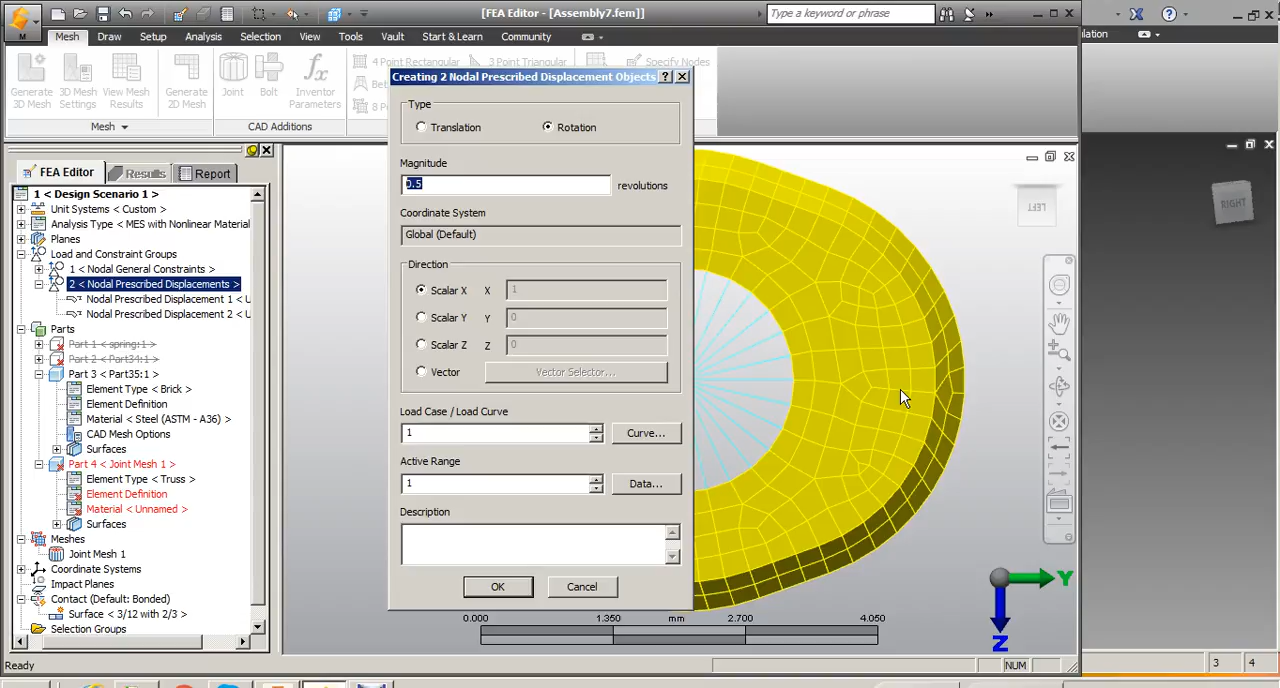 [FEA Editor - [Assembly7.fem]]
Type a keyword or phrase
M
Mesh Draw Setup Analysis Selection View Tools Vault Start & Learn Community
Generate 3D Mesh
3D Mesh Settings
View Mesh Results
Generate 2D Mesh
Joint
Bolt
Inventor Parameters
4 Point Rectangular
3 Point Triangular
Specify Nodes
Mesh
CAD Additions
FEA Editor Results Report
1 < Design Scenario 1 >
Unit Systems < Custom >
Analysis Type < MES with Nonlinear Material
Planes
Load and Constraint Groups
1 < Nodal General Constraints >
2 < Nodal Prescribed Displacements >
Nodal Prescribed Displacement 1 < U
Nodal Prescribed Displacement 2 < U
Parts
Part 1 < spring:1 >
Part 2 < Part34:1 >
Part 3 < Part35:1 >
Element Type < Brick >
Element Definition
Material < Steel (ASTM - A36) >
CAD Mesh Options
Surfaces
Part 4 < Joint Mesh 1 >
Element Type < Truss >
Element Definition
Material < Unnamed >
Surfaces
Meshes
Joint Mesh 1
Coordinate Systems
Impact Planes
Contact (Default: Bonded)
Surface < 3/12 with 2/3 >
Selection Groups
Ready
Creating 2 Nodal Prescribed Displacement Objects
Type
Translation Rotation
Magnitude
0.5 revolutions
Coordinate System
Global (Default)
Direction
Scalar X X 1
Scalar Y Y 0
Scalar Z Z 0
Vector Vector Selector...
Load Case / Load Curve
1 Curve...
Active Range
1 Data...
Description
OK Cancel
LEFT
RIGHT
Y
Z
0.000 1.350 mm 2.700 4.050
NUM
3 4